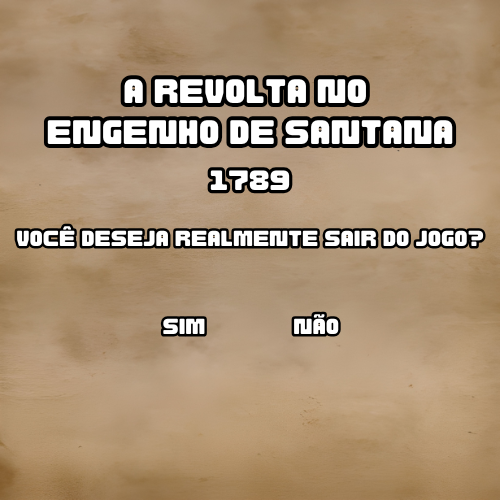 A REVOLTA NO
ENGENHO DE SANTANA
1789
VOCÊ DESEJA REALMENTE SAIR DO JOGO?
SIM NÃO